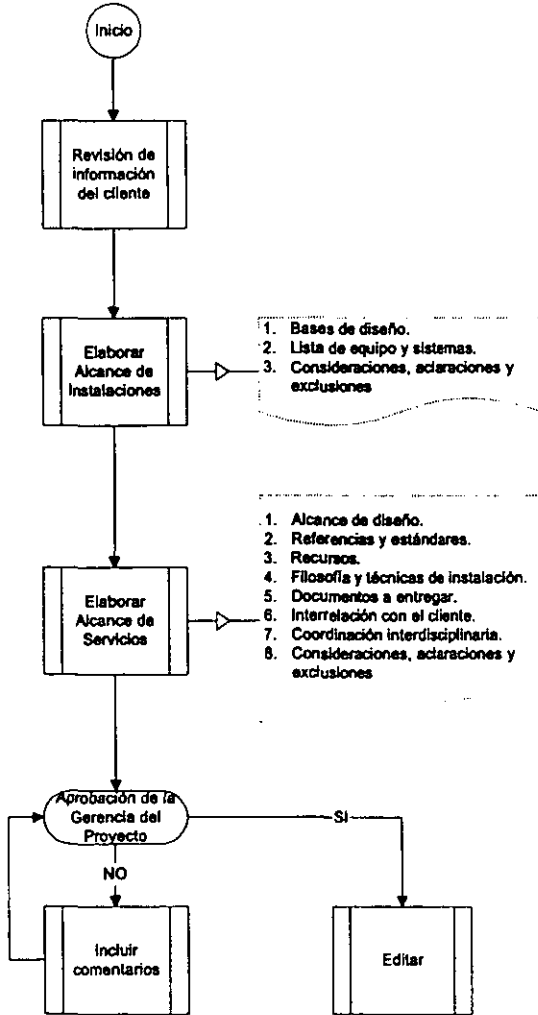 Inicio
Revisión de
información
del cliente
Elaborar
Alcance de
Instalaciones
1. Bases de diseño.
2. Lista de equipo y sistemas.
3. Consideraciones, aclaraciones y
exclusiones
Elaborar
Alcance de
Servicios
1. Alcance de diseño.
2. Referencias y estándares.
3. Recursos.
4. Filosofía y técnicas de instalación.
5. Documentos a entregar.
6. Interrelación con el cliente.
7. Coordinación interdisciplinaria.
8. Consideraciones, aclaraciones y
exclusiones
Aprobación de la
Gerencia del
Proyecto
SI
NO
Incluir
comentarios
Editar